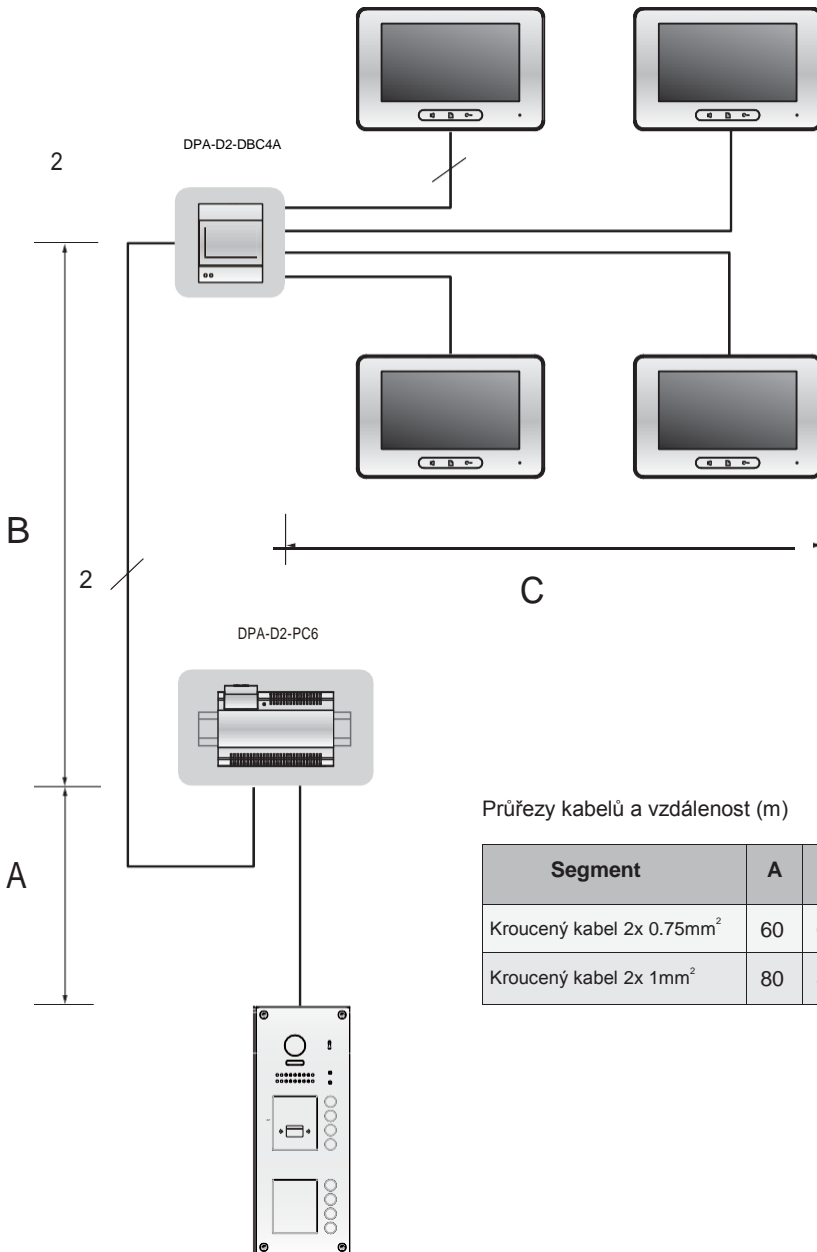 DPA-D2-DBC4A
2
B
2
C
DPA-D2-PC6
A
Průřezy kabelů a vzdálenost (m)
Segment A
Kroucený kabel 2x 0.75mm² 60
Kroucený kabel 2x 1mm² 80